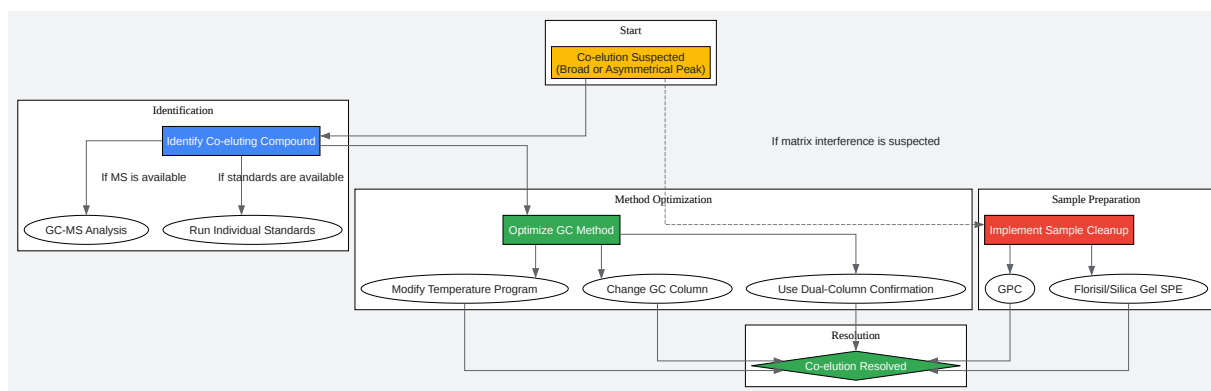 Start
Co-elution Suspected
(Broad or Asymmetrical Peak)
Identification
Identify Co-eluting Compound
If matrix interference is suspected
If MS is available
If standards are available
GC-MS Analysis
Run Individual Standards
Method Optimization
Optimize GC Method
Sample Preparation
Implement Sample Cleanup
Modify Temperature Program
Change GC Column
Use Dual-Column Confirmation
GPC
Florisil/Silica Gel SPE
Resolution
Co-elution Resolved